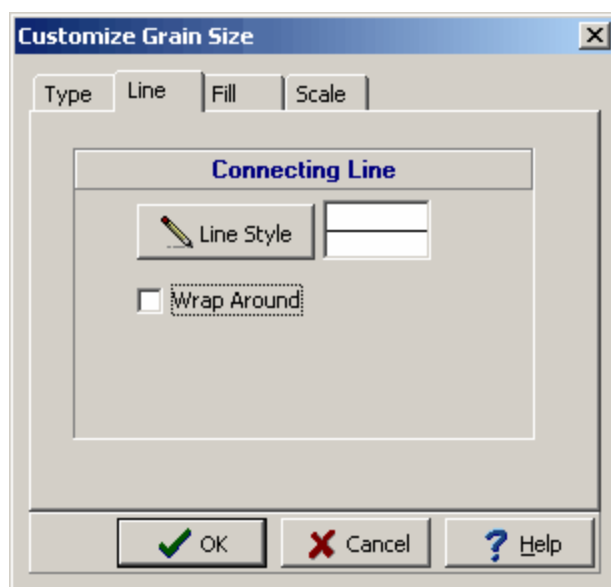 Customize Grain Size
Type Line Fill Scale
Connecting Line
Line Style
Wrap Around
OK Cancel Help